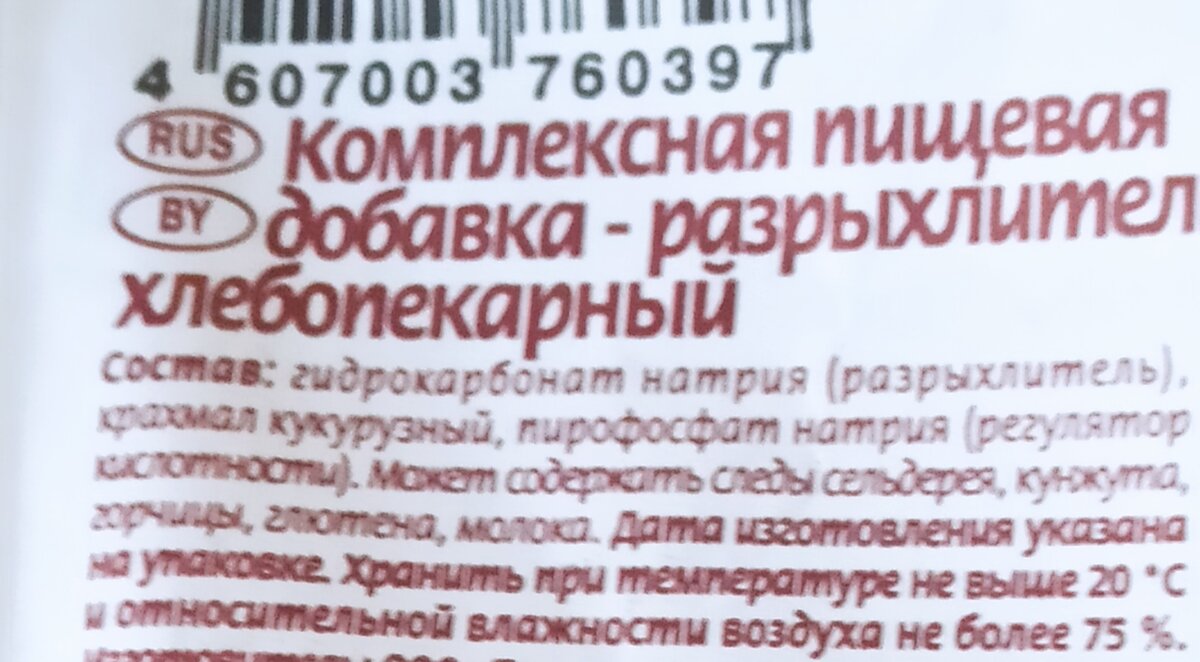 4 607003 760397
RUS Комплексная пищевая
BY добавка - разрыхлител
хлебопекарный
Состав: гидрокарбонат натрия (разрыхлитель),
крахмал кукурузный, пирофосфат натрия (регулятор
кислотности). Может содержать следы сельдерея, кунжута,
горчицы, глютена, молока. Дата изготовления указана
на упаковке. Хранить при температуре не выше 20 °С
и относительной влажности воздуха не более 75 %.